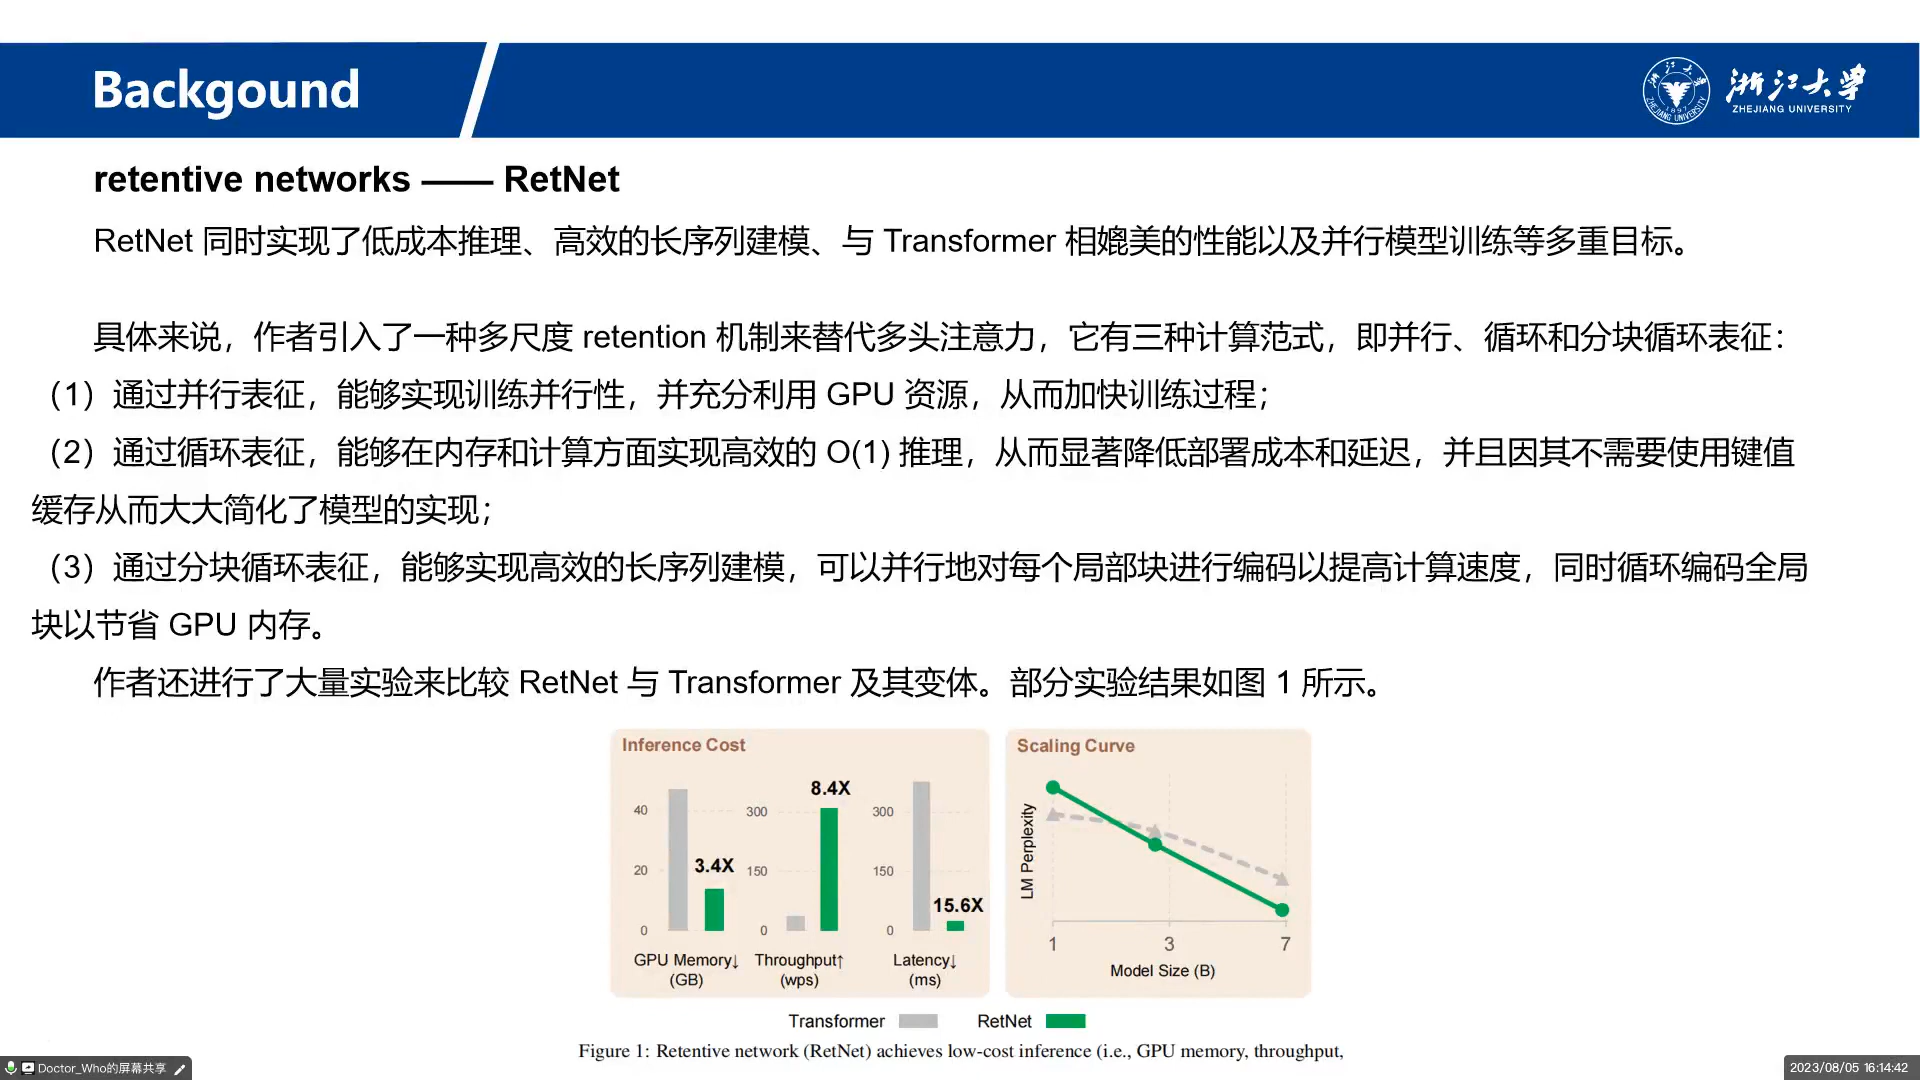 Backgound
浙江大学
ZHEJIANG UNIVERSITY
ZHEJIANG UNIVERSITY
1897
retentive networks —— RetNet
RetNet 同时实现了低成本推理、高效的长序列建模、与 Transformer 相媲美的性能以及并行模型训练等多重目标。
具体来说，作者引入了一种多尺度 retention 机制来替代多头注意力，它有三种计算范式，即并行、循环和分块循环表征：
（1）通过并行表征，能够实现训练并行性，并充分利用 GPU 资源，从而加快训练过程；
（2）通过循环表征，能够在内存和计算方面实现高效的 O(1) 推理，从而显著降低部署成本和延迟，并且因其不需要使用键值
缓存从而大大简化了模型的实现；
（3）通过分块循环表征，能够实现高效的长序列建模，可以并行地对每个局部块进行编码以提高计算速度，同时循环编码全局
块以节省 GPU 内存。
作者还进行了大量实验来比较 RetNet 与 Transformer 及其变体。部分实验结果如图 1 所示。
Inference Cost
40
20
0
3.4X
GPU Memory↓
(GB)
300
150
0
8.4X
Throughput↑
(wps)
300
150
0
15.6X
Latency↓
(ms)
Scaling Curve
LM Perplexity
1 3 7
Model Size (B)
Transformer RetNet
Figure 1: Retentive network (RetNet) achieves low-cost inference (i.e., GPU memory, throughput,
Doctor_Who的屏幕共享
2023/08/05 16:14:42